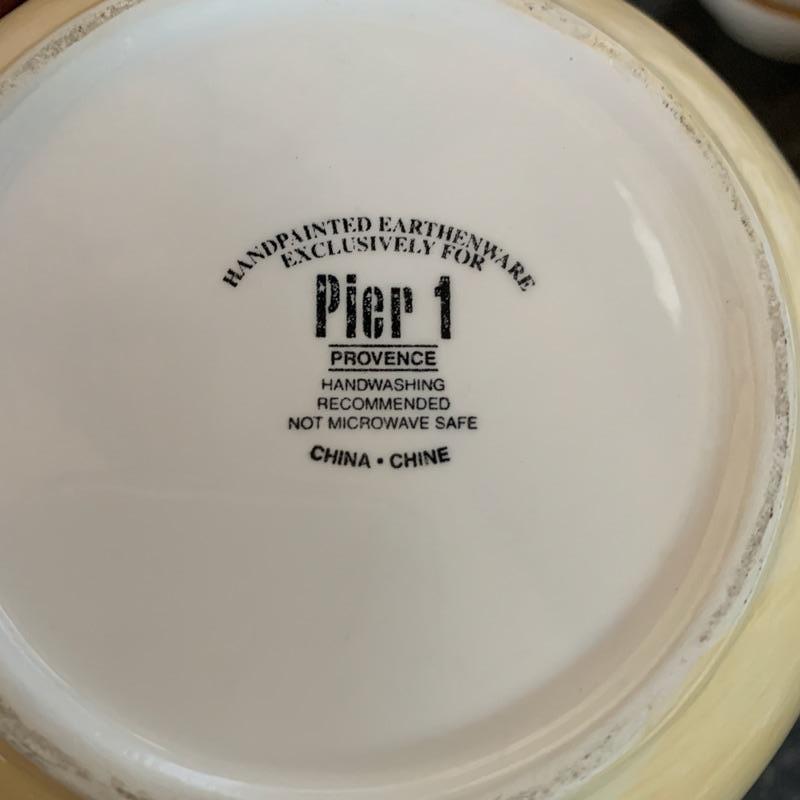 HANDPAINTED EARTHENWARE
EXCLUSIVELY FOR
Pier 1
PROVENCE
HANDWASHING
RECOMMENDED
NOT MICROWAVE SAFE
CHINA • CHINE